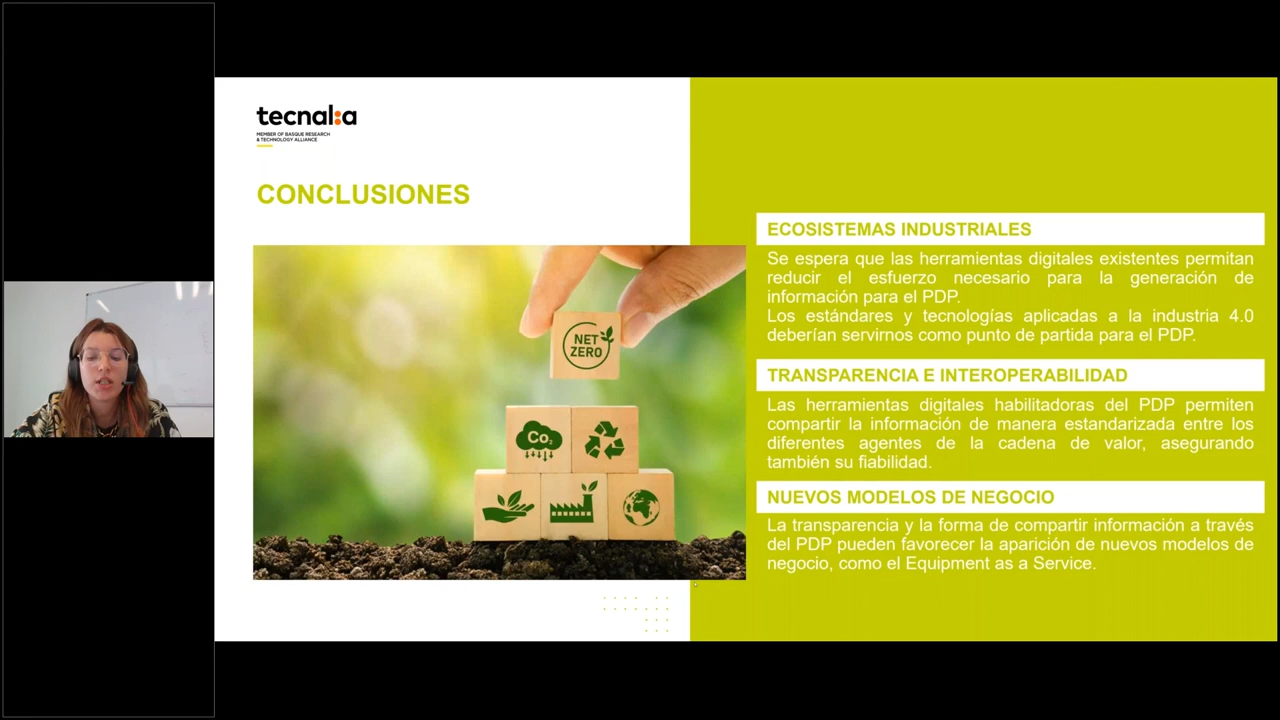 tecnal:a
MEMBER OF BASQUE RESEARCH
& TECHNOLOGY ALLIANCE
CONCLUSIONES
NET
ZERO
Co2
ECOSISTEMAS INDUSTRIALES
Se espera que las herramientas digitales existentes permitan
reducir el esfuerzo necesario para la generación de
información para el PDP.
Los estándares y tecnologías aplicadas a la industria 4.0
deberían servirnos como punto de partida para el PDP.
TRANSPARENCIA E INTEROPERABILIDAD
Las herramientas digitales habilitadoras del PDP permiten
compartir la información de manera estandarizada entre los
diferentes agentes de la cadena de valor, asegurando
también su fiabilidad.
NUEVOS MODELOS DE NEGOCIO
La transparencia y la forma de compartir información a través
del PDP pueden favorecer la aparición de nuevos modelos de
negocio, como el Equipment as a Service.